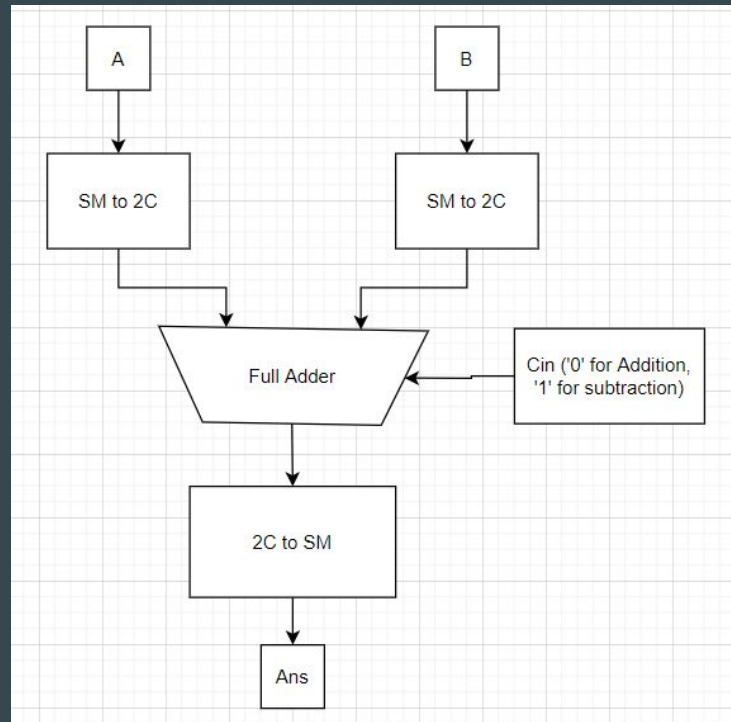 A
B
SM to 2C
SM to 2C
Full Adder
Cin ('0' for Addition,
'1' for subtraction)
2C to SM
Ans